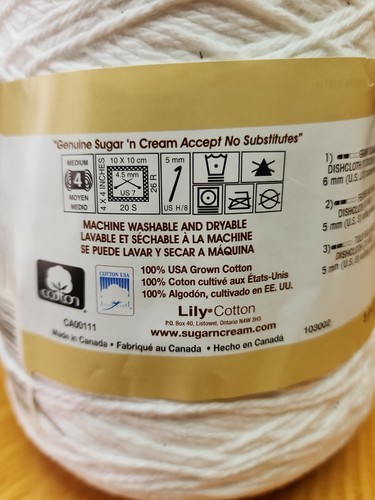 "Genuine Sugar 'n Cream Accept No Substitutes"
MEDIUM
4
MOYEN
MEDIO
4 X 4 INCHES
10 X 10 cm
4.5 mm
US 7
20 S
26 R
5 mm
US H/8
MACHINE WASHABLE AND DRYABLE
LAVABLE ET SÉCHABLE À LA MACHINE
SE PUEDE LAVAR Y SECAR A MÁQUINA
cotton
COTTON USA
100% USA Grown Cotton
100% Coton cultivé aux États-Unis
100% Algodón, cultivado en EE. UU.
Lily Cotton
P.O. Box 40, Listowel, Ontario N4W 3H3
www.sugarncream.com
CA00111
103002
Made in Canada • Fabriqué au Canada • Hecho en Canadá
1)
DISHCLOTH
6 mm (U.S.
2)
DISHCLOTH
5 mm (U.S.
3)
DISHCLOTH
5 mm (U.S.